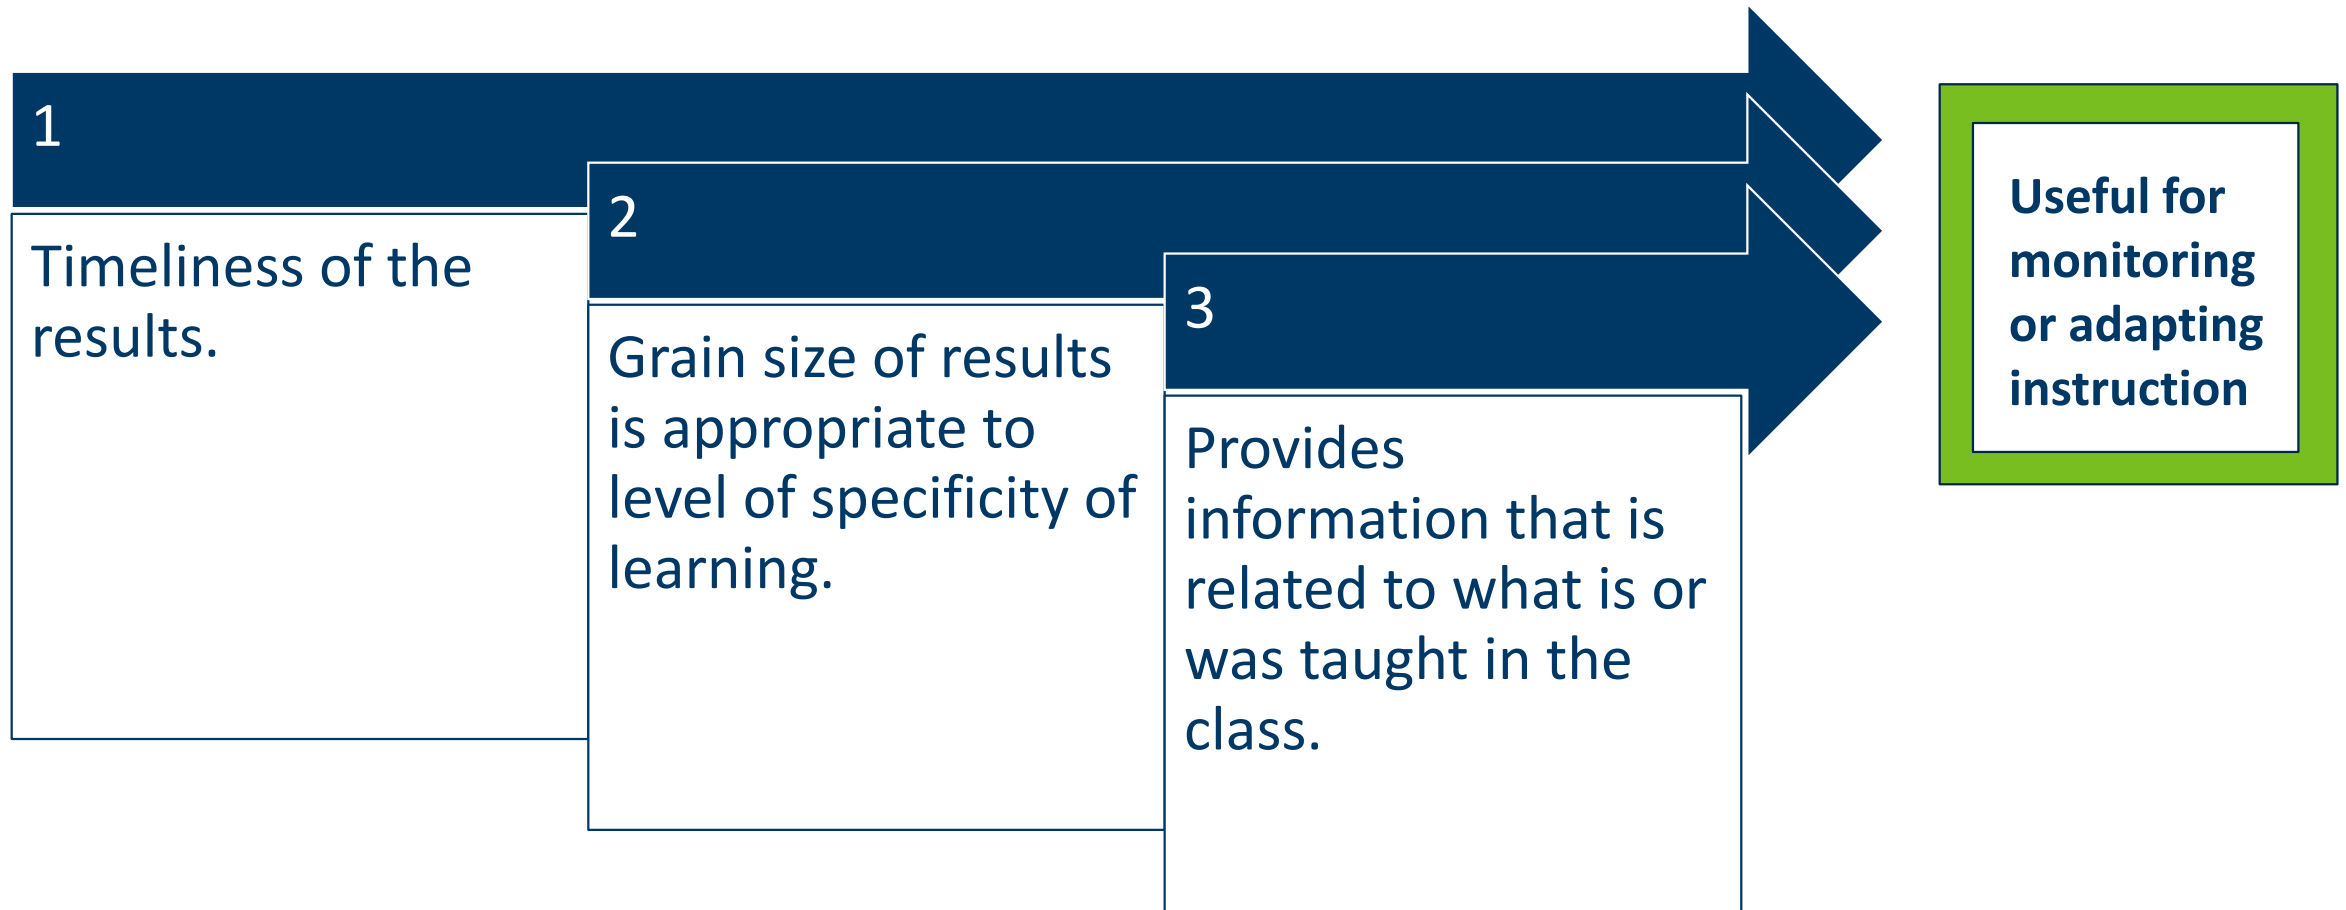 1
Timeliness of the
results.
2
Grain size of results
is appropriate to
level of specificity of
learning.
3
Provides
information that is
related to what is or
was taught in the
class.
Useful for
monitoring
or adapting
instruction